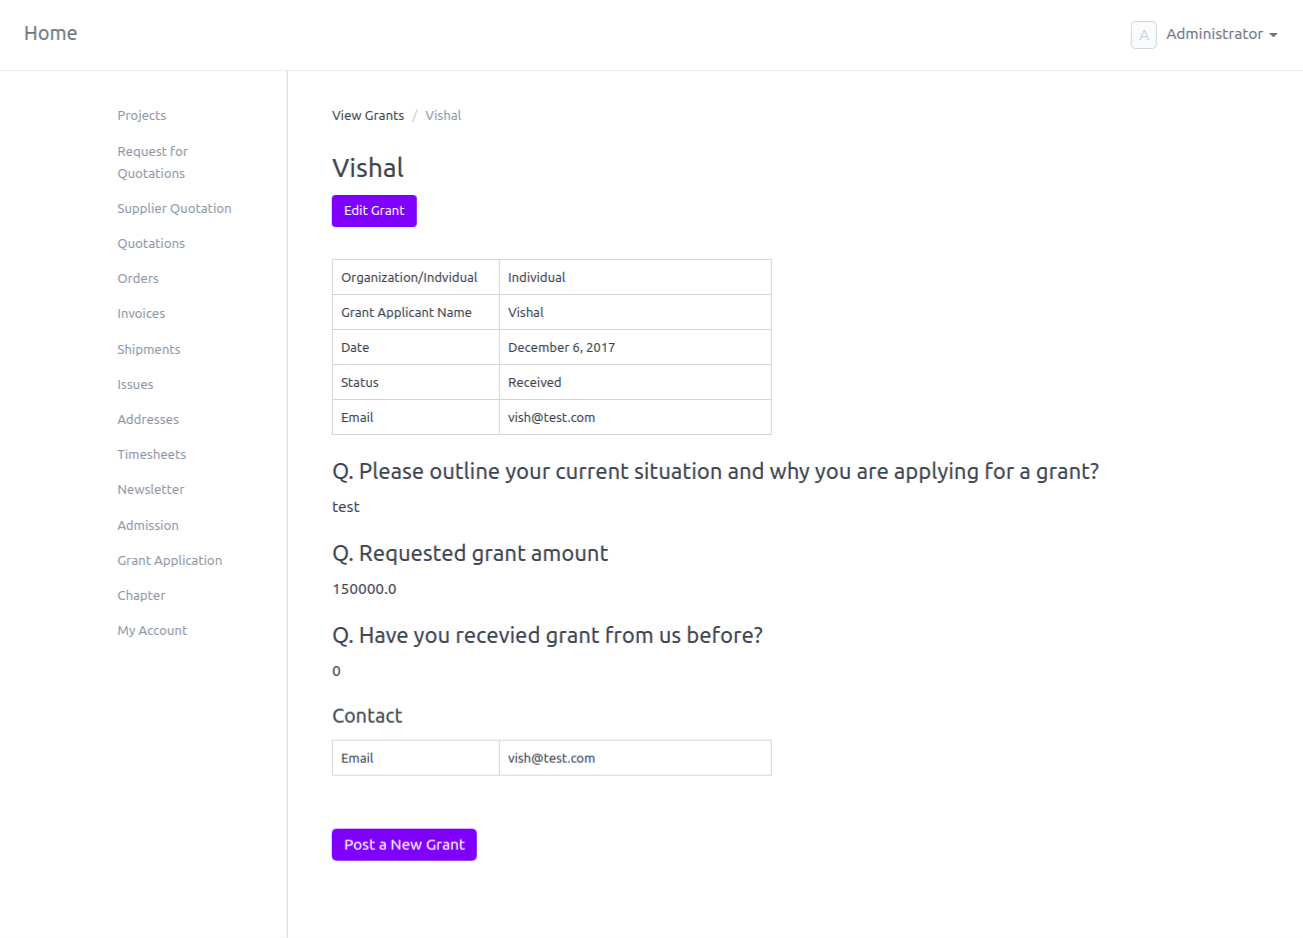 Home
A Administrator
Projects
Request for
Quotations
Supplier Quotation
Quotations
Orders
Invoices
Shipments
Issues
Addresses
Timesheets
Newsletter
Admission
Grant Application
Chapter
My Account
View Grants / Vishal
Vishal
Edit Grant
Organization/Indvidual Individual
Grant Applicant Name Vishal
Date December 6, 2017
Status Received
Email vish@test.com
Q. Please outline your current situation and why you are applying for a grant?
test
Q. Requested grant amount
150000.0
Q. Have you recevied grant from us before?
0
Contact
Email vish@test.com
Post a New Grant